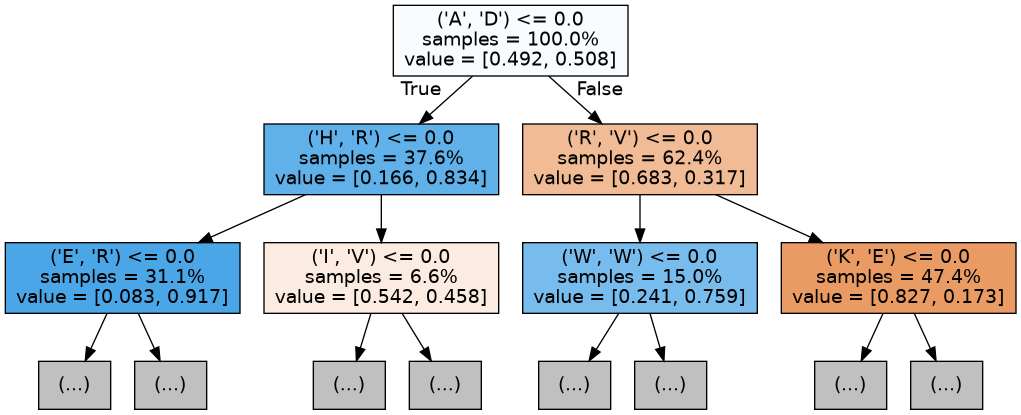 ('A', 'D') <= 0.0
samples = 100.0%
value = [0.492, 0.508]
True
False
('H', 'R') <= 0.0
samples = 37.6%
value = [0.166, 0.834]
('R', 'V') <= 0.0
samples = 62.4%
value = [0.683, 0.317]
('E', 'R') <= 0.0
samples = 31.1%
value = [0.083, 0.917]
('I', 'V') <= 0.0
samples = 6.6%
value = [0.542, 0.458]
('W', 'W') <= 0.0
samples = 15.0%
value = [0.241, 0.759]
('K', 'E') <= 0.0
samples = 47.4%
value = [0.827, 0.173]
(...)
(...)
(...)
(...)
(...)
(...)
(...)
(...)